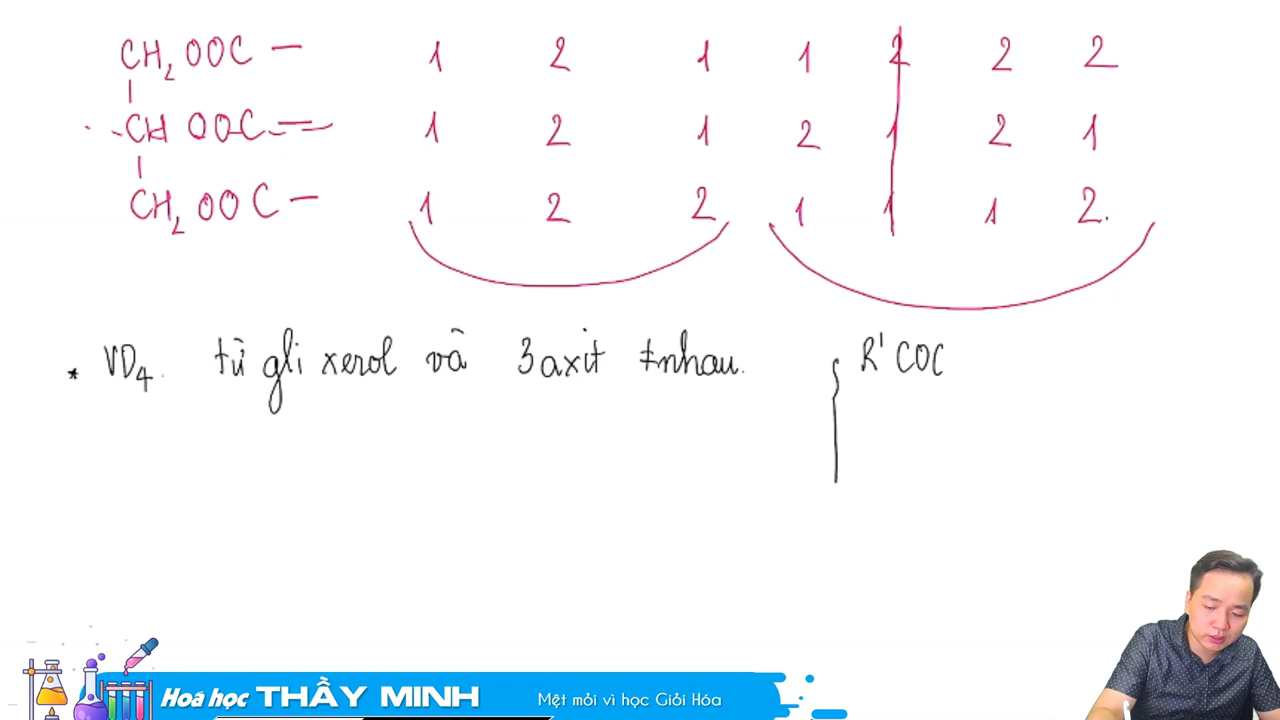 CH2OOC – 1 2 1 1 2 2 2
CH OOC – 1 2 1 2 1 2 1
CH2OOC – 1 2 2 1 1 1 2.
* VD4. từ glixerol và 3 axit ≠ nhau. { R'COC
Hoá học THẦY MINH Mệt mỏi vì học Giỏi Hóa